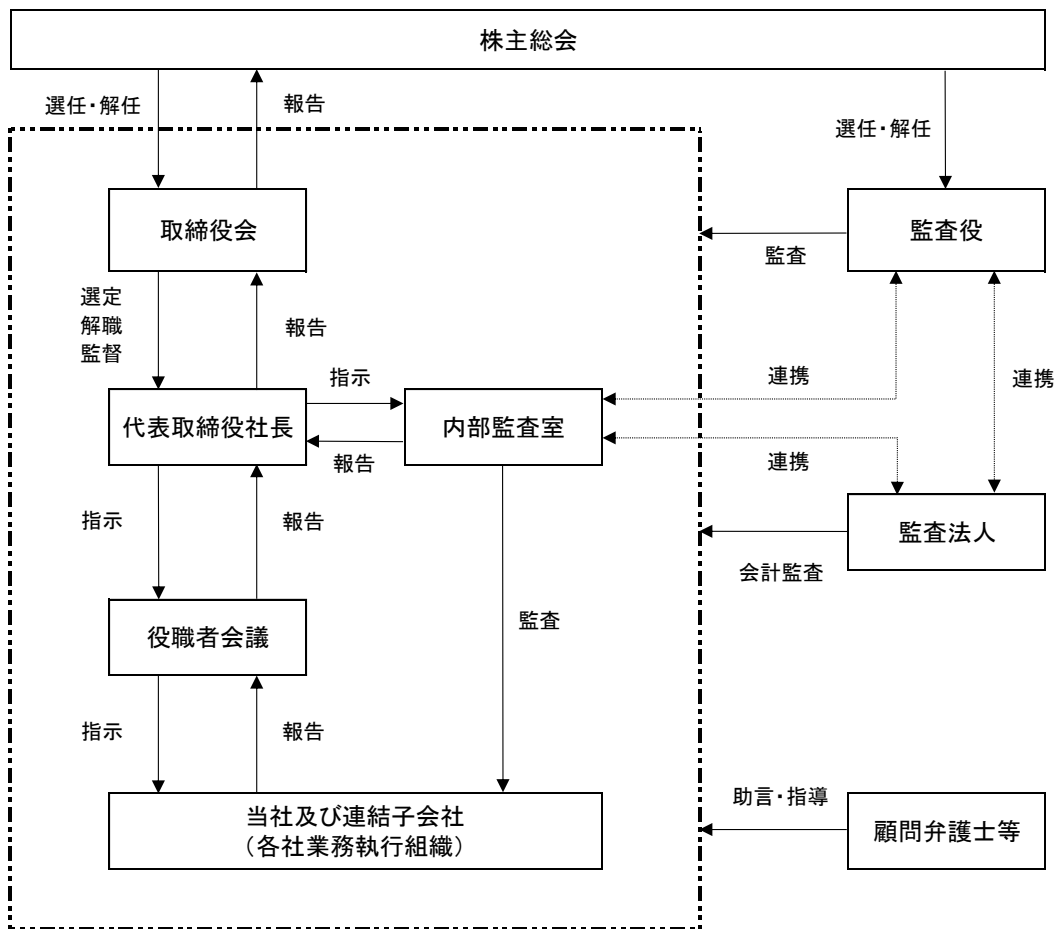 株主総会
選任・解任
報告
選任・解任
取締役会
監査役
監査
選定
解職
監督
報告
指示
連携
連携
代表取締役社長
内部監査室
報告
連携
指示
報告
監査法人
会計監査
役職者会議
監査
指示
報告
助言・指導
当社及び連結子会社
（各社業務執行組織）
顧問弁護士等